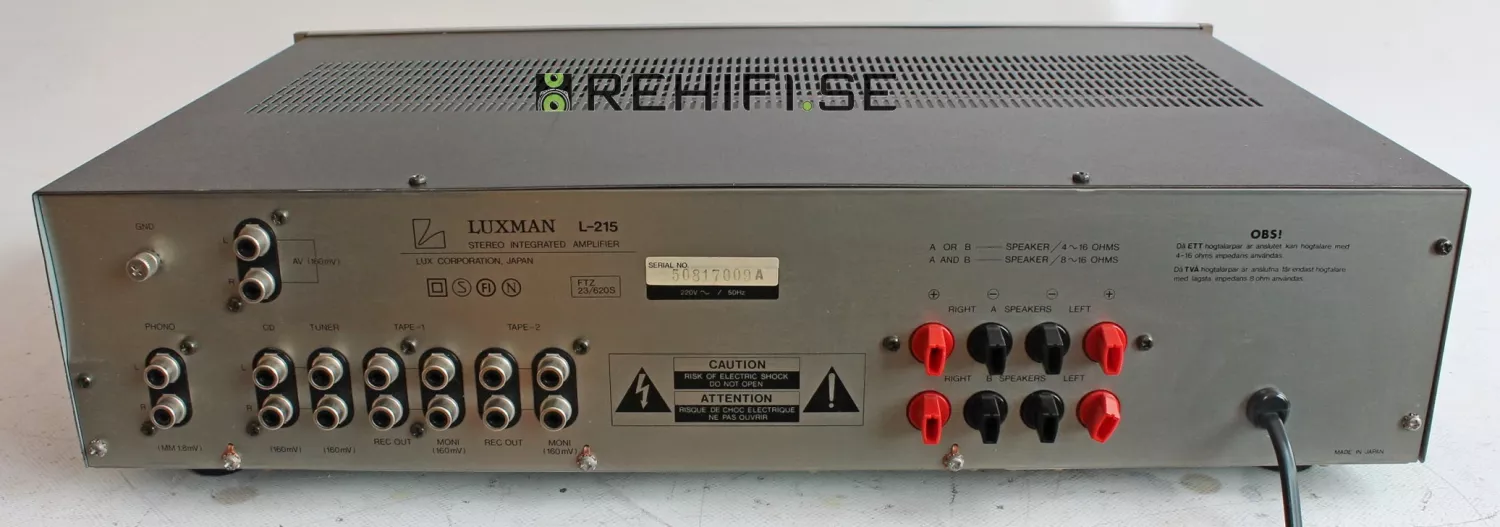 REHIFI.SE
GND
L
R
AV (160mV)
LUXMAN L-215
STEREO INTEGRATED AMPLIFIER
LUX CORPORATION, JAPAN
S FI N
FTZ
23/620S
SERIAL NO.
50817009A
220V ~ / 50Hz
A OR B SPEAKER / 4~16 OHMS
A AND B SPEAKER / 8~16 OHMS
OBS!
Då ETT högtalarpar är anslutet kan högtalare med
4-16 ohms impedans användas.
Då TVÅ högtalarpar är anslutna får endast högtalare
med lägsta impedans 8 ohm användas.
PHONO
CD
TUNER
TAPE-1
TAPE-2
L
R
L
R
(MM 1.8mV)
(160mV)
(160mV)
REC OUT
MONI
(160mV)
REC OUT
MONI
(160mV)
CAUTION
RISK OF ELECTRIC SHOCK
DO NOT OPEN
ATTENTION
RISQUE DE CHOC ELECTRIQUE
NE PAS OUVRIR
+ − − +
RIGHT A SPEAKERS LEFT
RIGHT B SPEAKERS LEFT
MADE IN JAPAN